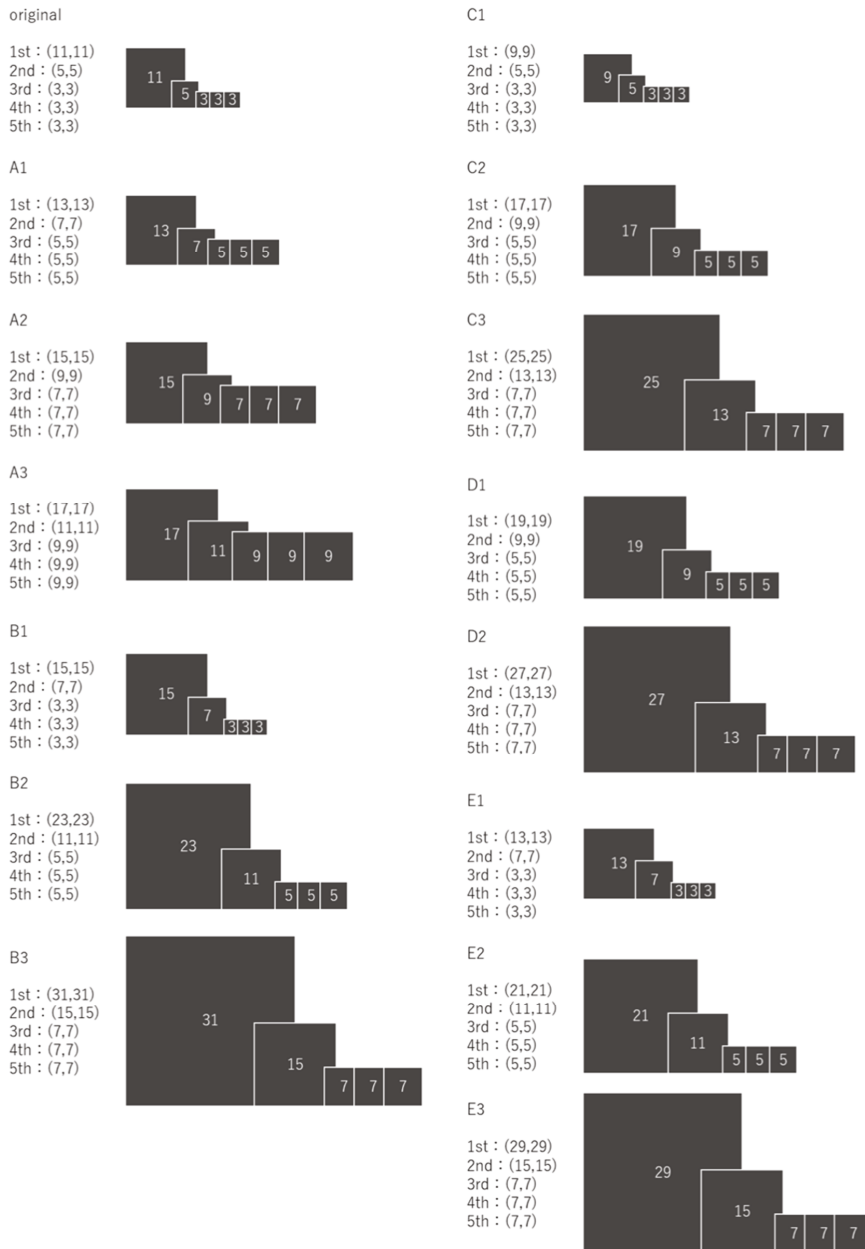 original
1st：(11,11)
2nd：(5,5)
3rd：(3,3)
4th：(3,3)
5th：(3,3)
11
5
3 3 3
A1
1st：(13,13)
2nd：(7,7)
3rd：(5,5)
4th：(5,5)
5th：(5,5)
13
7
5 5 5
A2
1st：(15,15)
2nd：(9,9)
3rd：(7,7)
4th：(7,7)
5th：(7,7)
15
9
7 7 7
A3
1st：(17,17)
2nd：(11,11)
3rd：(9,9)
4th：(9,9)
5th：(9,9)
17
11
9 9 9
B1
1st：(15,15)
2nd：(7,7)
3rd：(3,3)
4th：(3,3)
5th：(3,3)
15
7
3 3 3
B2
1st：(23,23)
2nd：(11,11)
3rd：(5,5)
4th：(5,5)
5th：(5,5)
23
11
5 5 5
B3
1st：(31,31)
2nd：(15,15)
3rd：(7,7)
4th：(7,7)
5th：(7,7)
31
15
7 7 7
C1
1st：(9,9)
2nd：(5,5)
3rd：(3,3)
4th：(3,3)
5th：(3,3)
9
5
3 3 3
C2
1st：(17,17)
2nd：(9,9)
3rd：(5,5)
4th：(5,5)
5th：(5,5)
17
9
5 5 5
C3
1st：(25,25)
2nd：(13,13)
3rd：(7,7)
4th：(7,7)
5th：(7,7)
25
13
7 7 7
D1
1st：(19,19)
2nd：(9,9)
3rd：(5,5)
4th：(5,5)
5th：(5,5)
19
9
5 5 5
D2
1st：(27,27)
2nd：(13,13)
3rd：(7,7)
4th：(7,7)
5th：(7,7)
27
13
7 7 7
E1
1st：(13,13)
2nd：(7,7)
3rd：(3,3)
4th：(3,3)
5th：(3,3)
13
7
3 3 3
E2
1st：(21,21)
2nd：(11,11)
3rd：(5,5)
4th：(5,5)
5th：(5,5)
21
11
5 5 5
E3
1st：(29,29)
2nd：(15,15)
3rd：(7,7)
4th：(7,7)
5th：(7,7)
29
15
7 7 7